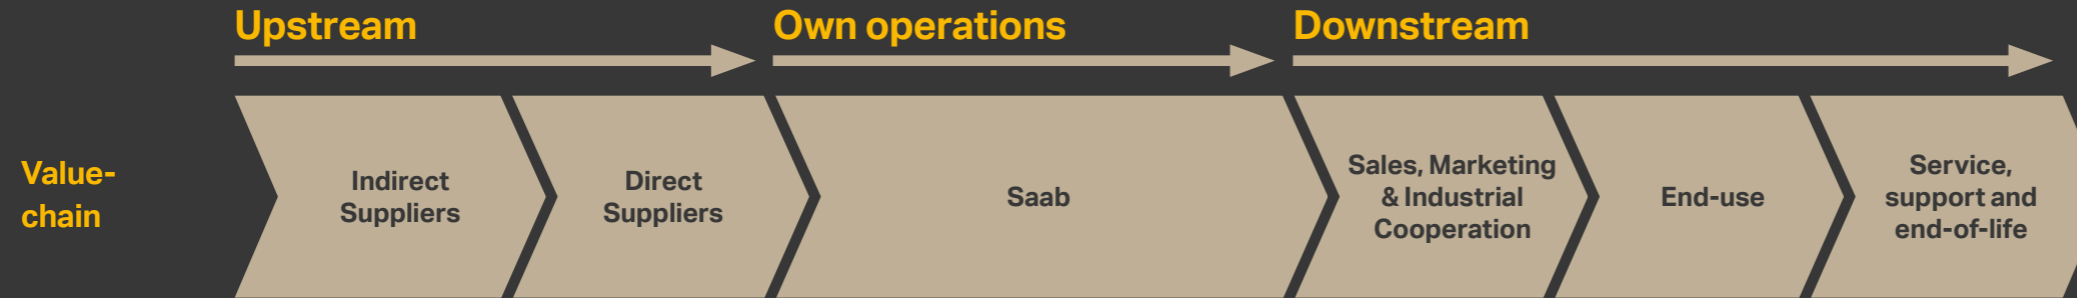 Upstream
Own operations
Downstream
Value-
chain
Indirect
Suppliers
Direct
Suppliers
Saab
Sales, Marketing
& Industrial
Cooperation
End-use
Service,
support and
end-of-life